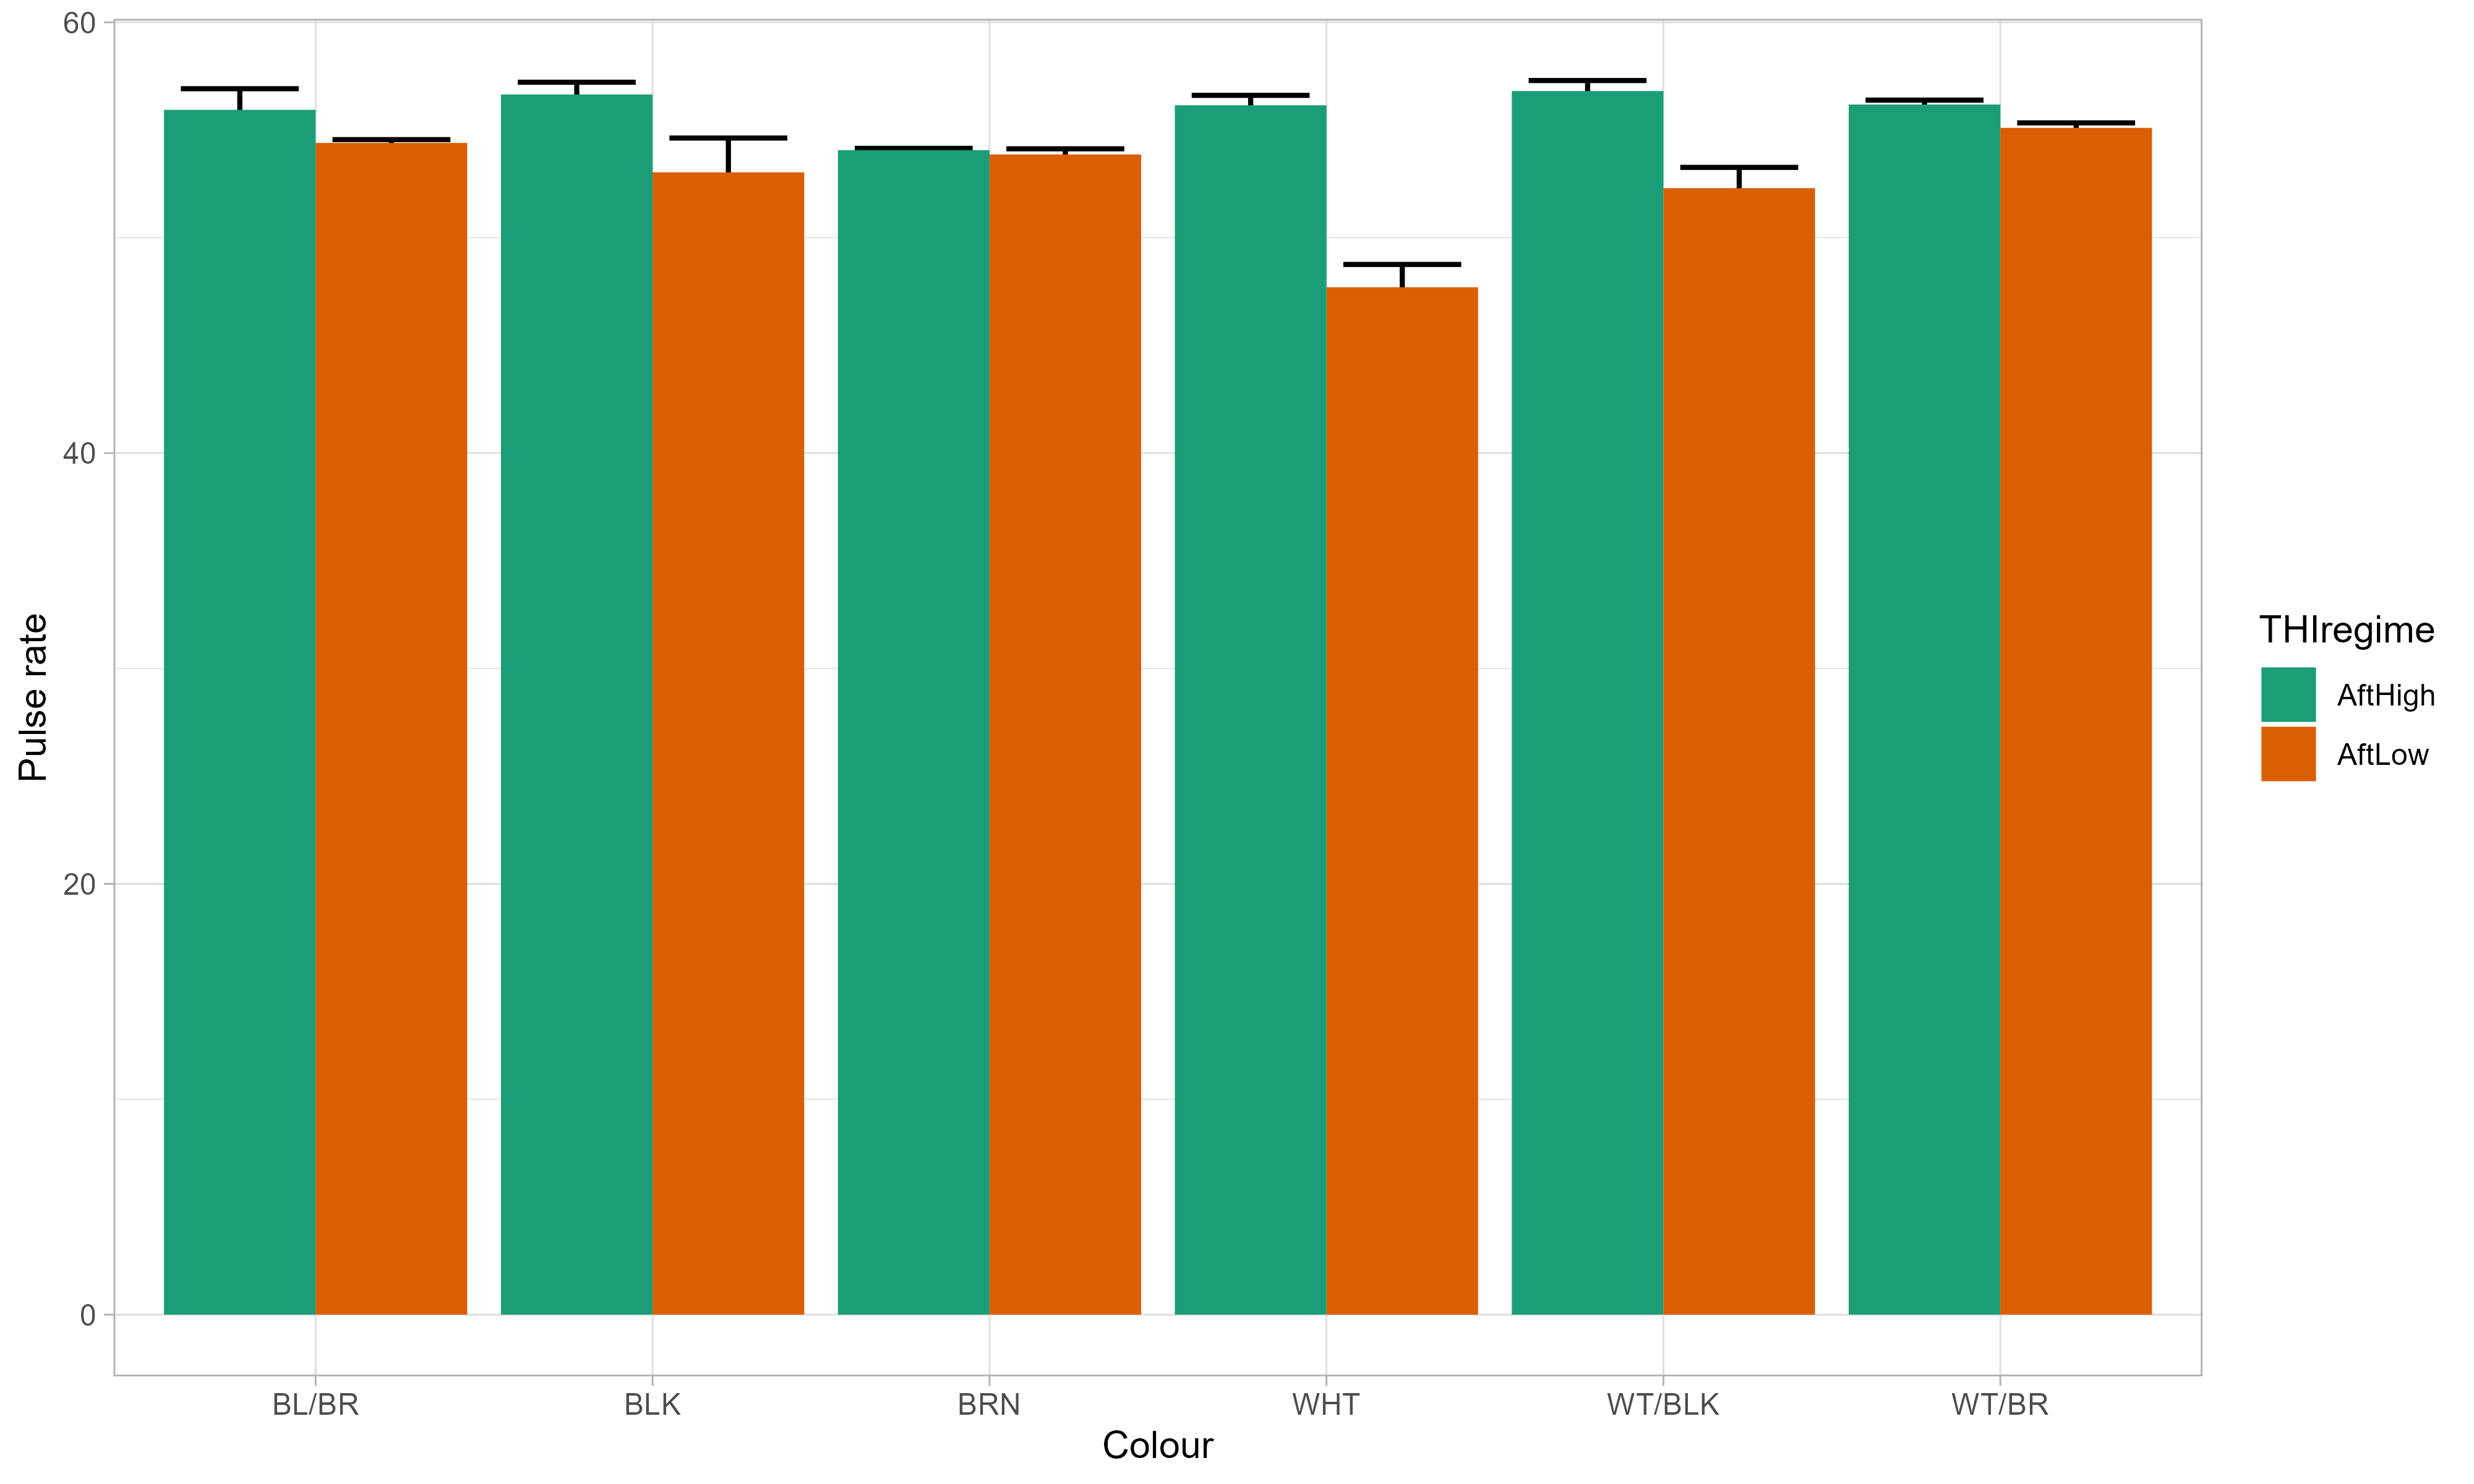 60
40
20
0
Pulse rate
BL/BR BLK BRN WHT WT/BLK WT/BR
Colour
THIregime
AftHigh
AftLow